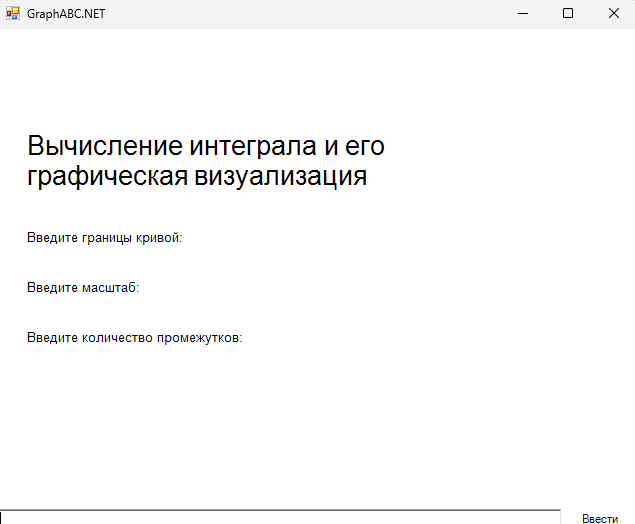 GraphABC.NET
Вычисление интеграла и его
графическая визуализация
Введите границы кривой:
Введите масштаб:
Введите количество промежутков:
Ввести